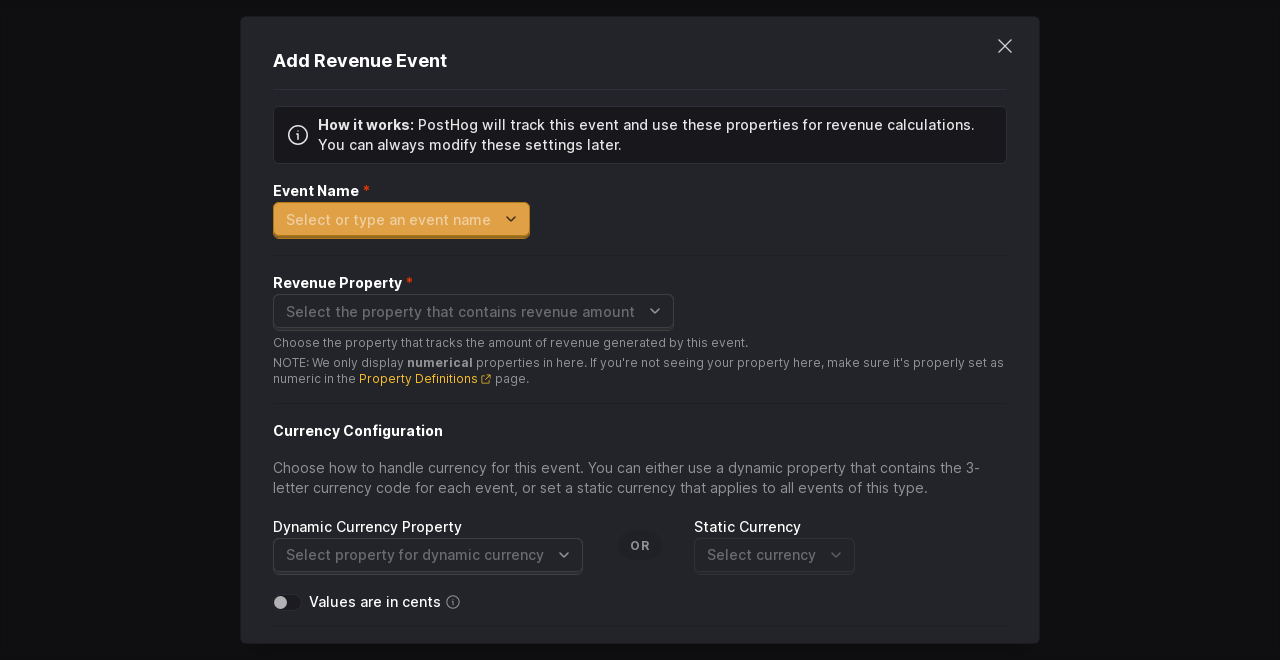 Add Revenue Event
How it works: PostHog will track this event and use these properties for revenue calculations.
You can always modify these settings later.
Event Name *
Select or type an event name
Revenue Property *
Select the property that contains revenue amount
Choose the property that tracks the amount of revenue generated by this event.
NOTE: We only display numerical properties in here. If you're not seeing your property here, make sure it's properly set as
numeric in the Property Definitions page.
Currency Configuration
Choose how to handle currency for this event. You can either use a dynamic property that contains the 3-
letter currency code for each event, or set a static currency that applies to all events of this type.
Dynamic Currency Property
Select property for dynamic currency
OR
Static Currency
Select currency
Values are in cents